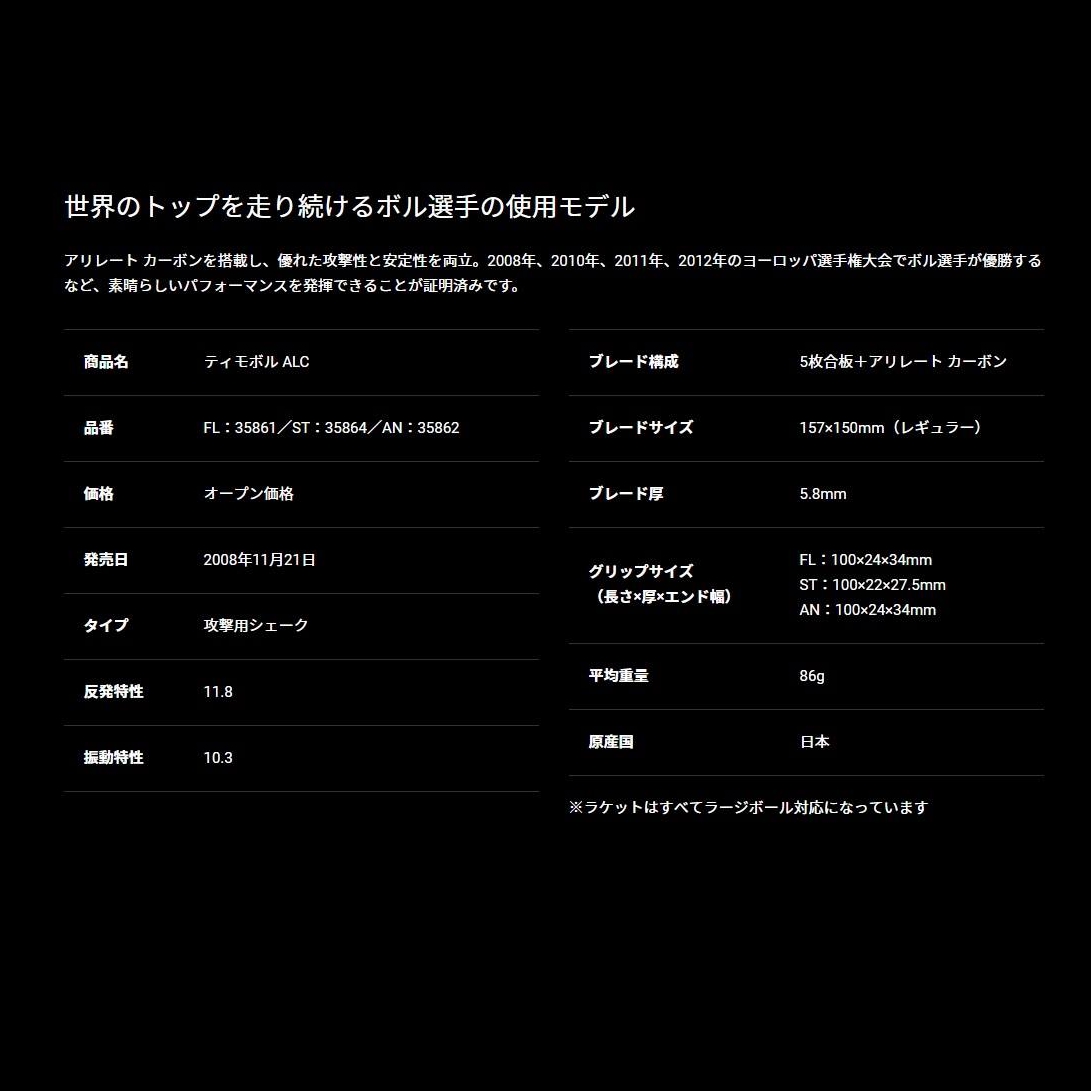 世界のトップを走り続けるボル選手の使用モデル
アリレート カーボンを搭載し、優れた攻撃性と安定性を両立。2008年、2010年、2011年、2012年のヨーロッパ選手権大会でボル選手が優勝する
など、素晴らしいパフォーマンスを発揮できることが証明済みです。
商品名 ティモボル ALC
品番 FL：35861／ST：35864／AN：35862
価格 オープン価格
発売日 2008年11月21日
タイプ 攻撃用シェーク
反発特性 11.8
振動特性 10.3
ブレード構成 5枚合板＋アリレート カーボン
ブレードサイズ 157×150mm（レギュラー）
ブレード厚 5.8mm
グリップサイズ
（長さ×厚×エンド幅）
FL：100×24×34mm
ST：100×22×27.5mm
AN：100×24×34mm
平均重量 86g
原産国 日本
※ラケットはすべてラージボール対応になっています